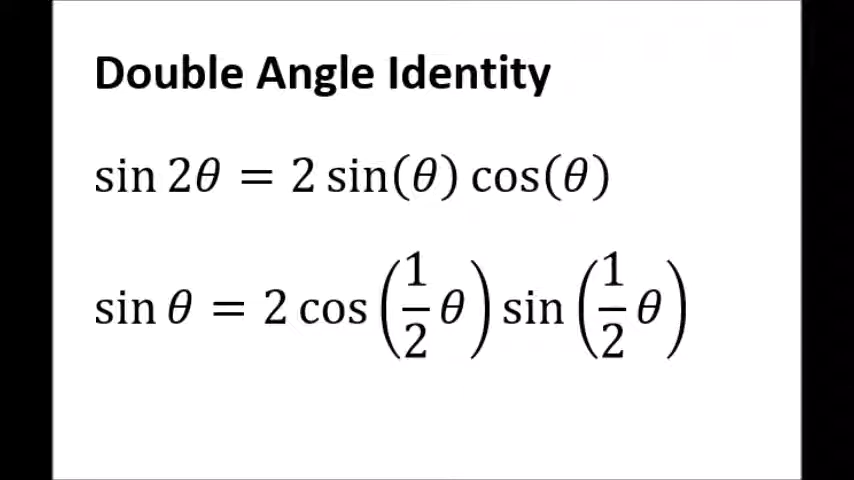 Double Angle Identity
sin 2θ = 2 sin(θ) cos(θ)
sin θ = 2 cos(1/2 θ) sin(1/2 θ)